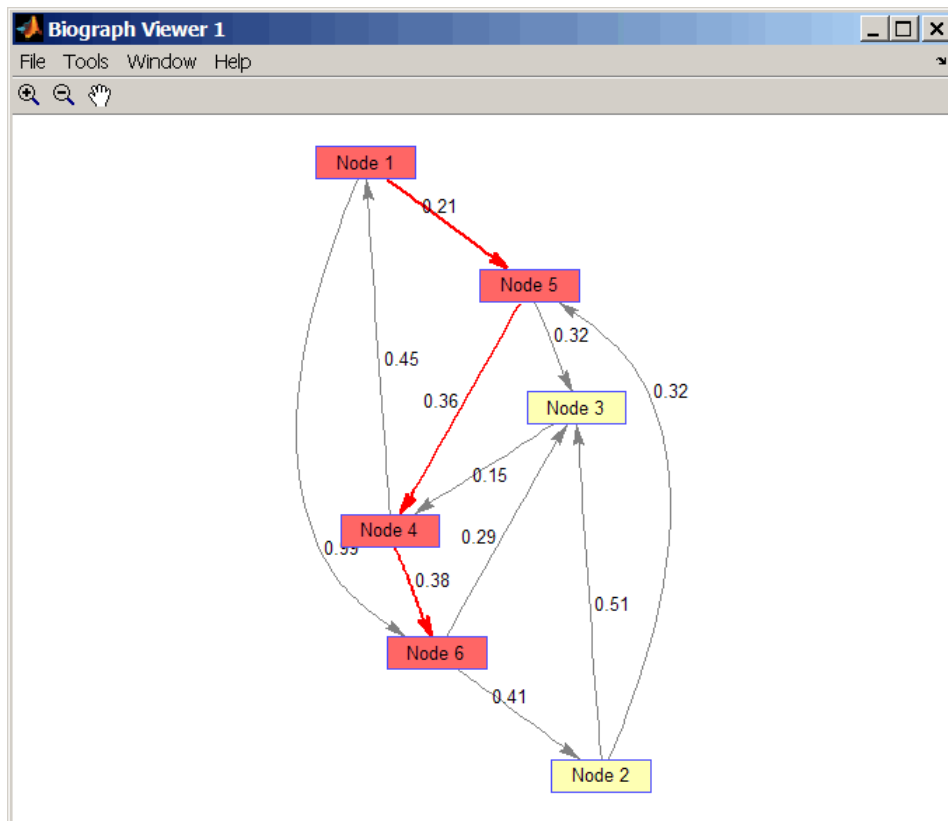 Biograph Viewer 1
File Tools Window Help
Node 1
0.21
Node 5
0.32
0.45
0.32
0.36
Node 3
0.15
Node 4
0.29
0.99
0.38
0.51
Node 6
0.41
Node 2